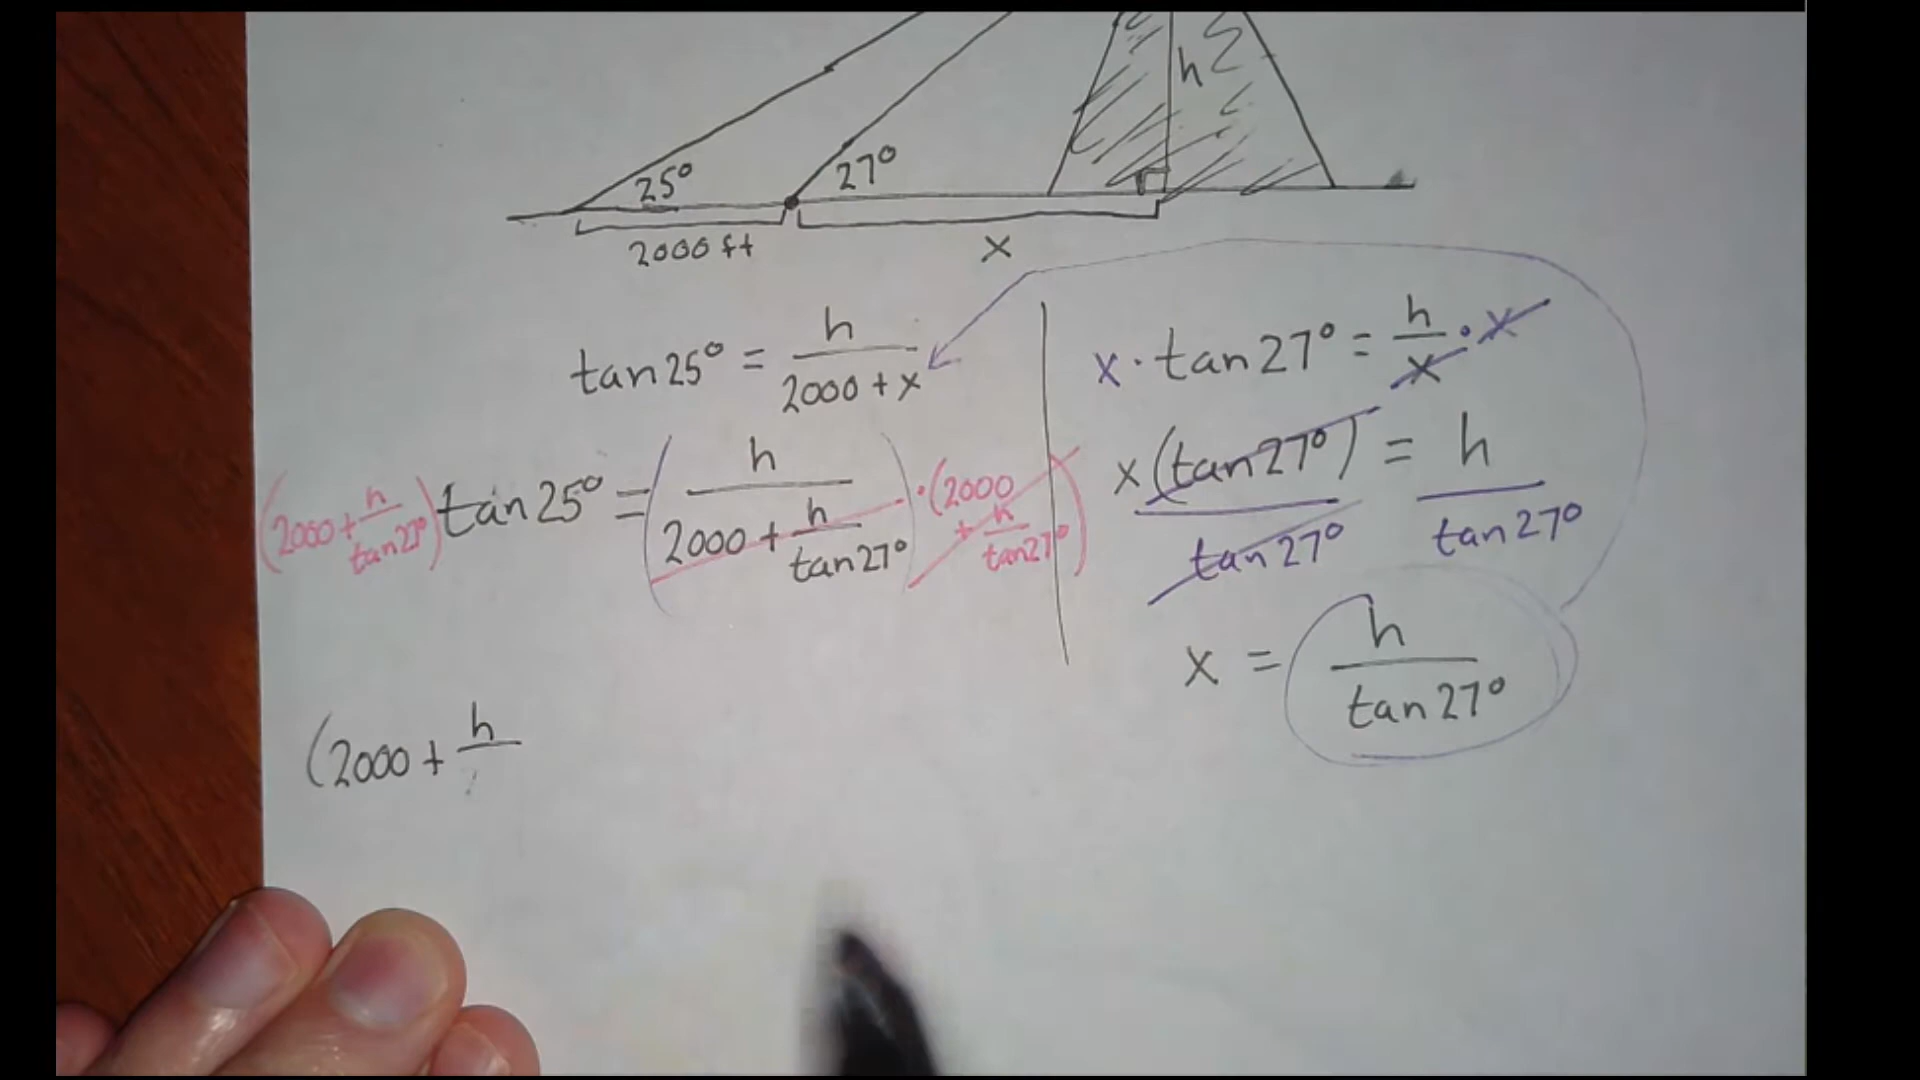 h
25° 27°
2000 ft x
tan 25° = h / (2000 + x)
x · tan 27° = h / x · x
(2000 + h / tan 27°) tan 25° = (h / (2000 + h / tan 27°)) · (2000 + h / tan 27°)
x (tan 27°) / tan 27° = h / tan 27°
x = h / tan 27°
(2000 + h /